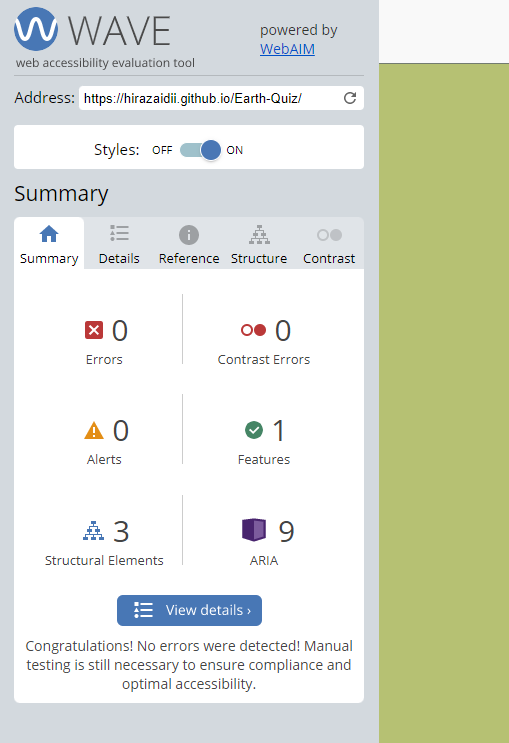 WAVE
web accessibility evaluation tool
powered by
WebAIM
Address: https://hirazaidii.github.io/Earth-Quiz/
Styles: OFF ON
Summary
Summary Details Reference Structure Contrast
0 0
Errors Contrast Errors
0 1
Alerts Features
3 9
Structural Elements ARIA
View details ›
Congratulations! No errors were detected! Manual
testing is still necessary to ensure compliance and
optimal accessibility.